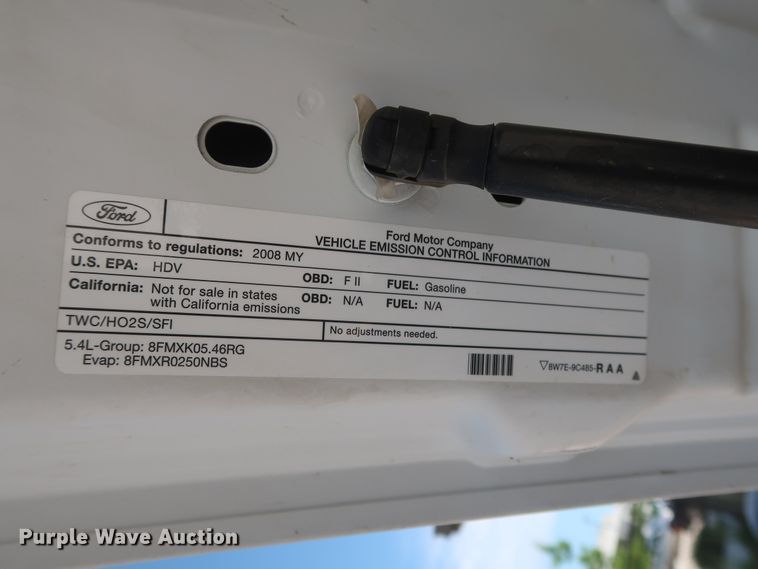 Ford
Ford Motor Company
VEHICLE EMISSION CONTROL INFORMATION
Conforms to regulations: 2008 MY
U.S. EPA: HDV OBD: F II FUEL: Gasoline
California: Not for sale in states with California emissions OBD: N/A FUEL: N/A
TWC/HO2S/SFI No adjustments needed.
5.4L-Group: 8FMXK05.46RG
Evap: 8FMXR0250NBS
▽8W7E-9C485-RAA
Purple Wave Auction